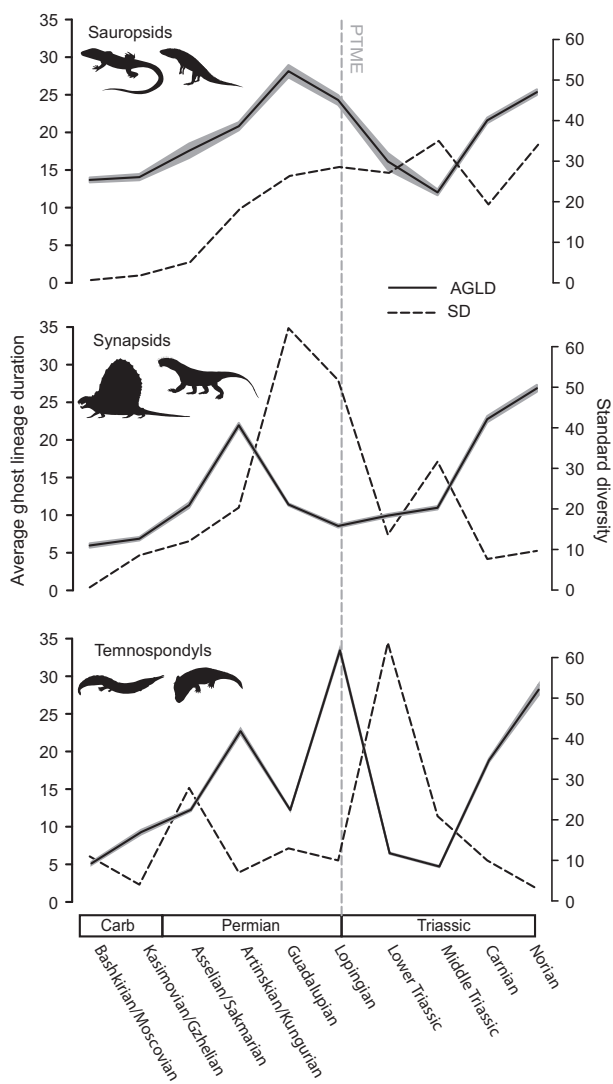 Average ghost lineage duration
Standard diversity
35
30
25
20
15
10
5
0
Sauropsids
PTME
60
50
40
30
20
10
0
AGLD
SD
35
30
25
20
15
10
5
0
Synapsids
60
50
40
30
20
10
0
35
30
25
20
15
10
5
0
Temnospondyls
60
50
40
30
20
10
0
Carb Permian Triassic
Bashkirian/Moscovian
Kasimovian/Gzhelian
Asselian/Sakmarian
Artinskian/Kungurian
Guadalupian
Lopingian
Lower Triassic
Middle Triassic
Carnian
Norian